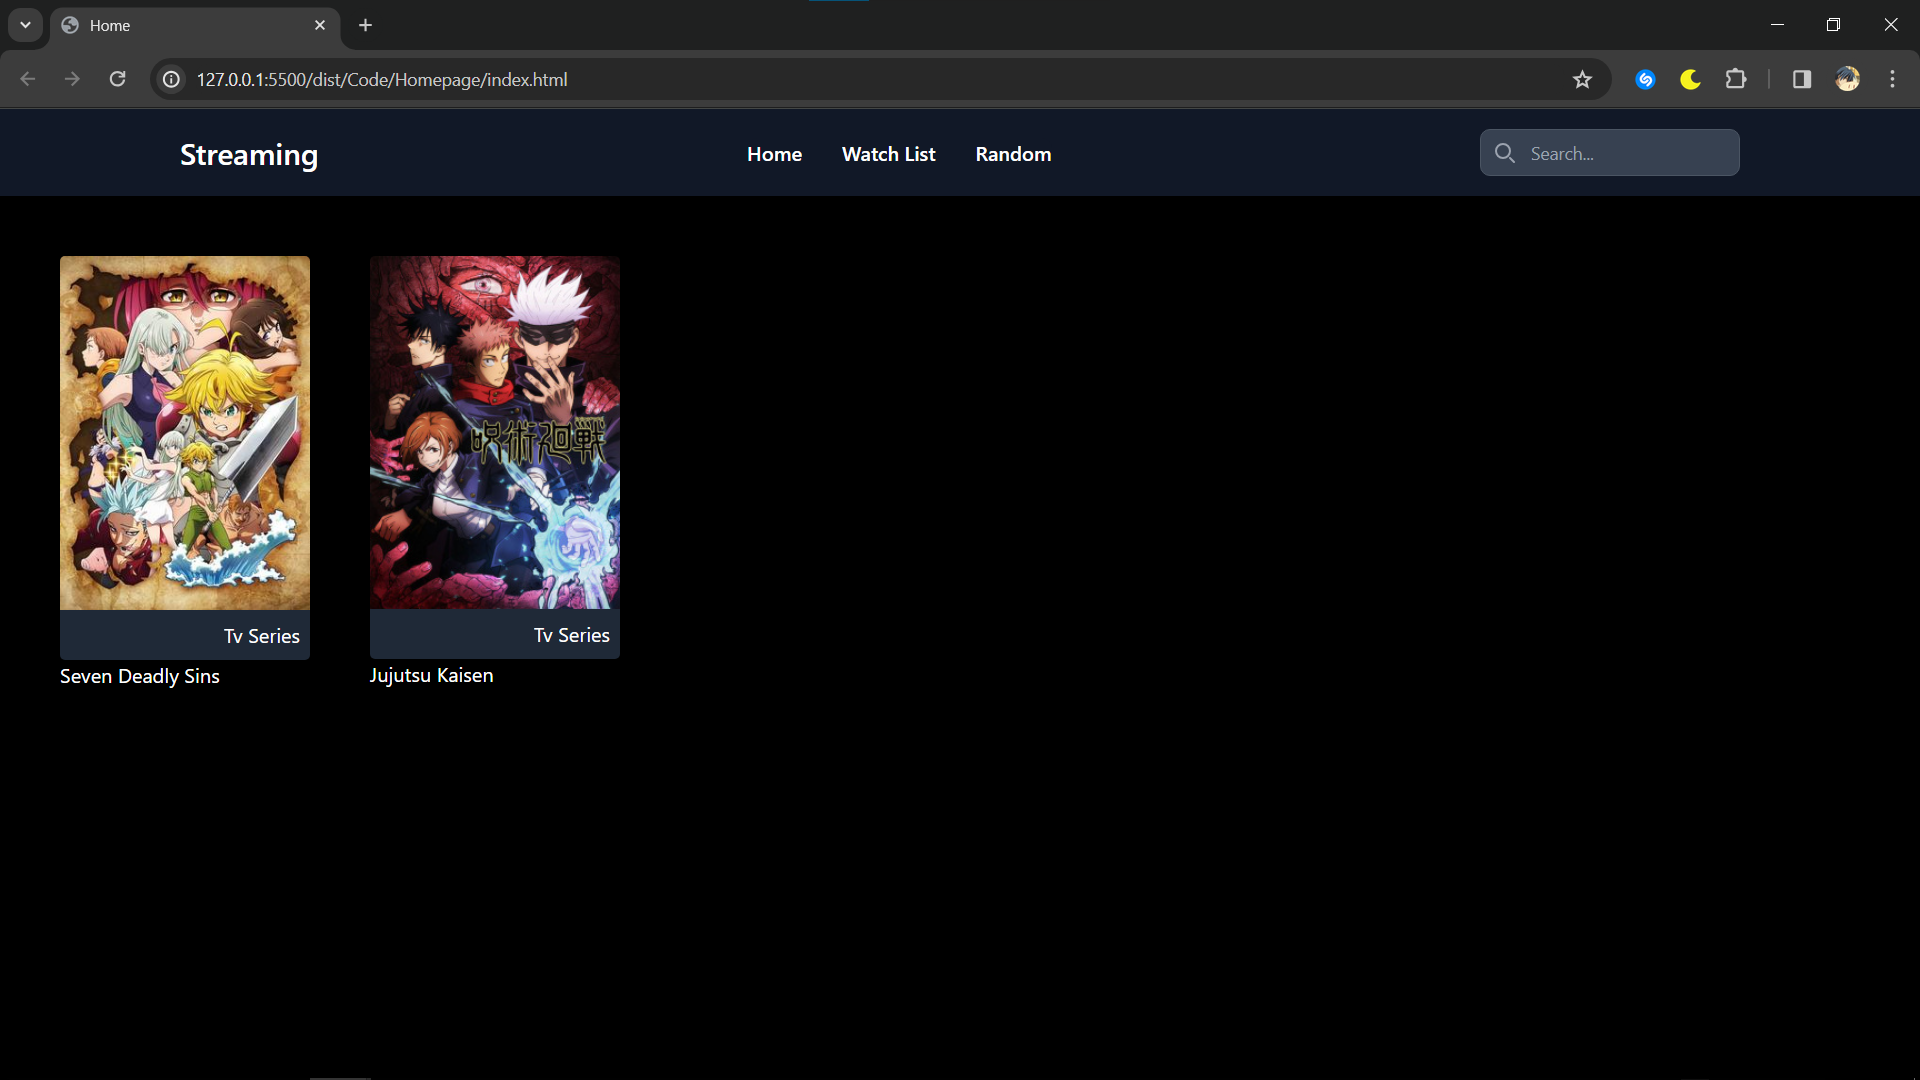 Home
127.0.0.1:5500/dist/Code/Homepage/index.html
Streaming
Home
Watch List
Random
Search...
呪術廻戦
Tv Series
Tv Series
Seven Deadly Sins
Jujutsu Kaisen